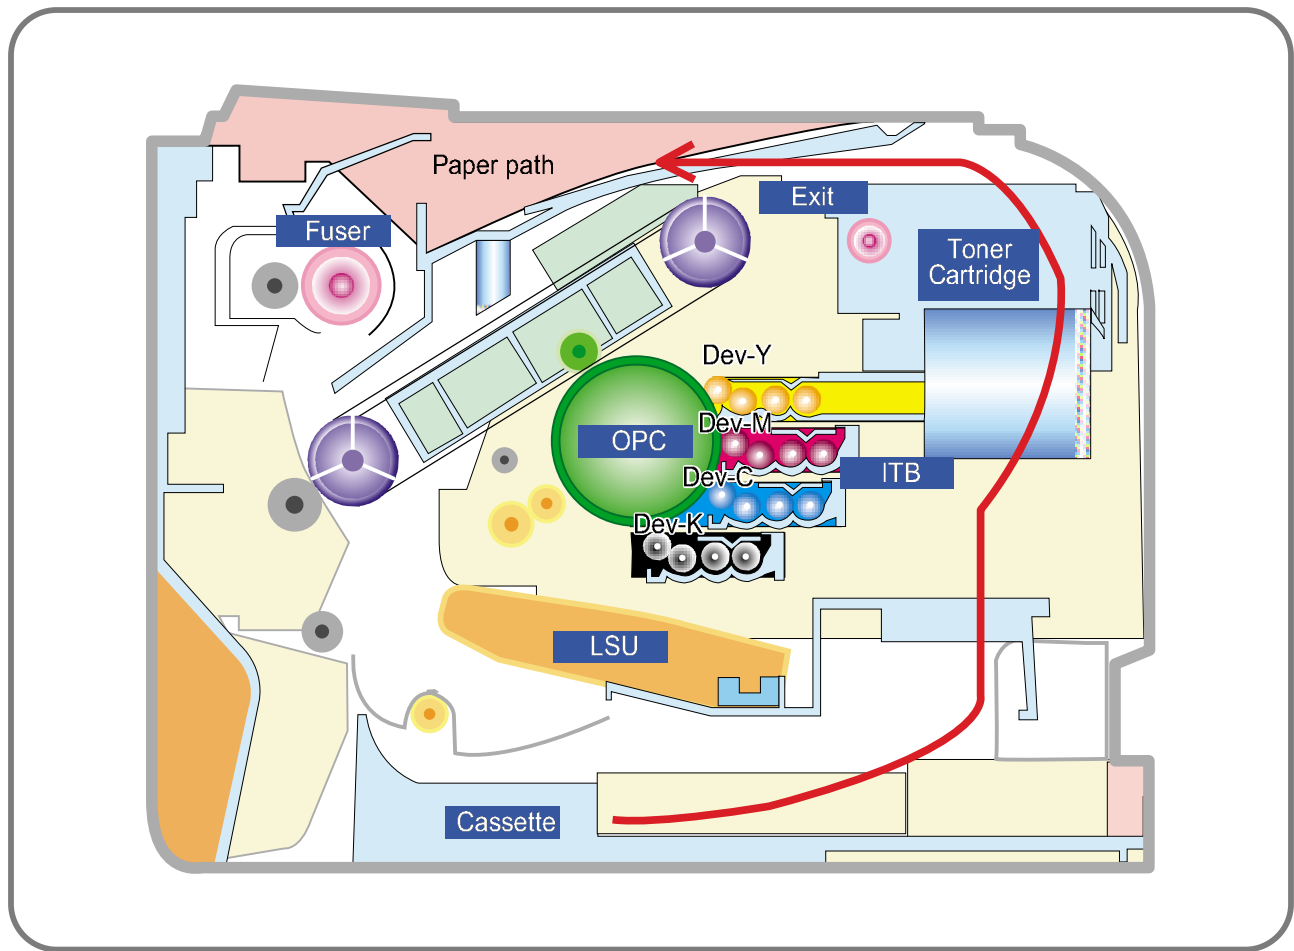 Paper path
Exit
Fuser
Toner
Cartridge
Dev-Y
Dev-M
OPC
ITB
Dev-C
Dev-K
LSU
Cassette